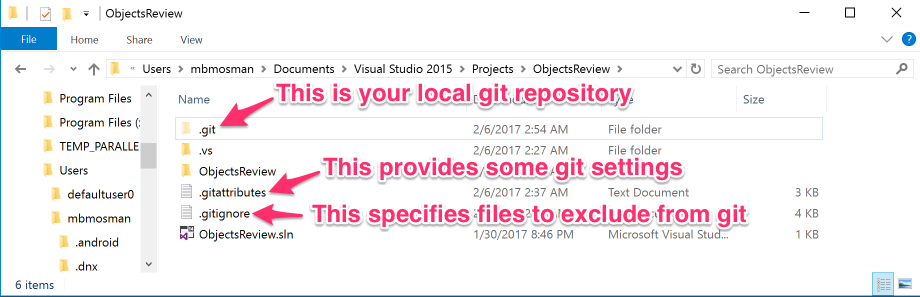 ObjectsReview
File Home Share View
Users > mbmosman > Documents > Visual Studio 2015 > Projects > ObjectsReview > Search ObjectsReview
This is your local git repository
Program Files
Name Size
Program Files (
.git 2/6/2017 2:54 AM File folder
TEMP_PARALLE
.vs 2/6/2017 2:27 AM File folder
Users
ObjectsReview
This provides some git settings
defaultuser0
.gitattributes 2/6/2017 2:37 AM Text Document 3 KB
mbmosman
.gitignore 4 KB
This specifies files to exclude from git
.android
ObjectsReview.sln 1/30/2017 8:46 PM Microsoft Visual Stud... 1 KB
.dnx
6 items